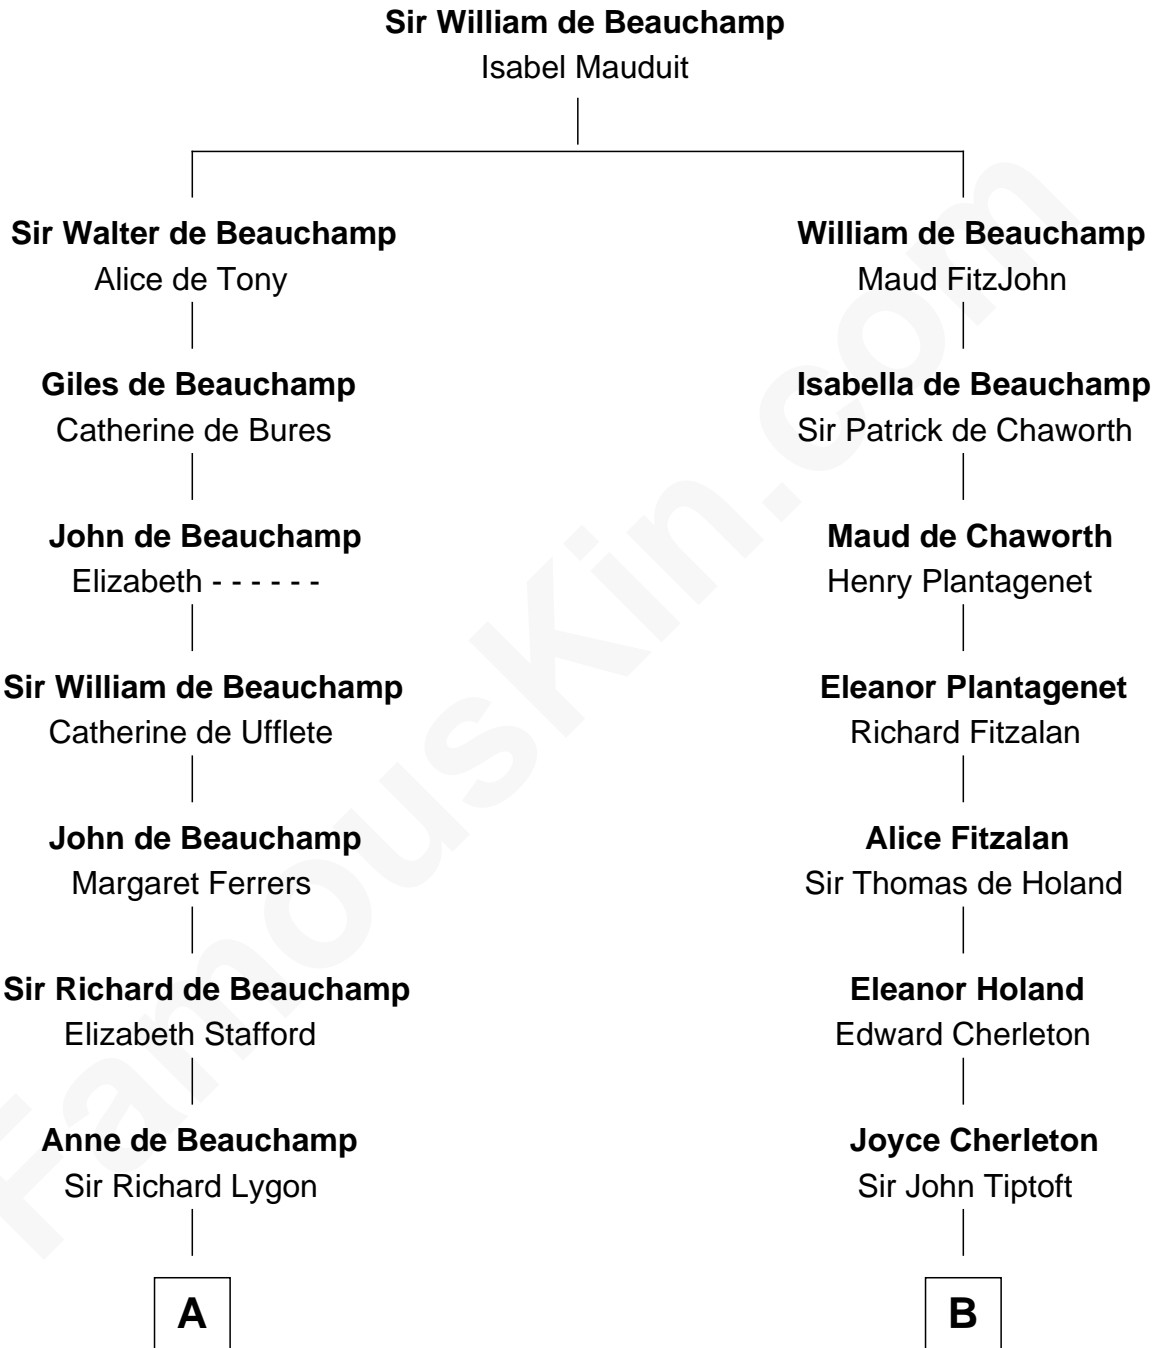 Sir William de Beauchamp
Isabel Mauduit
Sir Walter de Beauchamp
Alice de Tony
William de Beauchamp
Maud FitzJohn
Giles de Beauchamp
Catherine de Bures
Isabella de Beauchamp
Sir Patrick de Chaworth
John de Beauchamp
Elizabeth - - - - - -
Maud de Chaworth
Henry Plantagenet
Sir William de Beauchamp
Catherine de Ufflete
Eleanor Plantagenet
Richard Fitzalan
John de Beauchamp
Margaret Ferrers
Alice Fitzalan
Sir Thomas de Holand
Sir Richard de Beauchamp
Elizabeth Stafford
Eleanor Holand
Edward Cherleton
Anne de Beauchamp
Sir Richard Lygon
Joyce Cherleton
Sir John Tiptoft
A
B
FamousKin.com